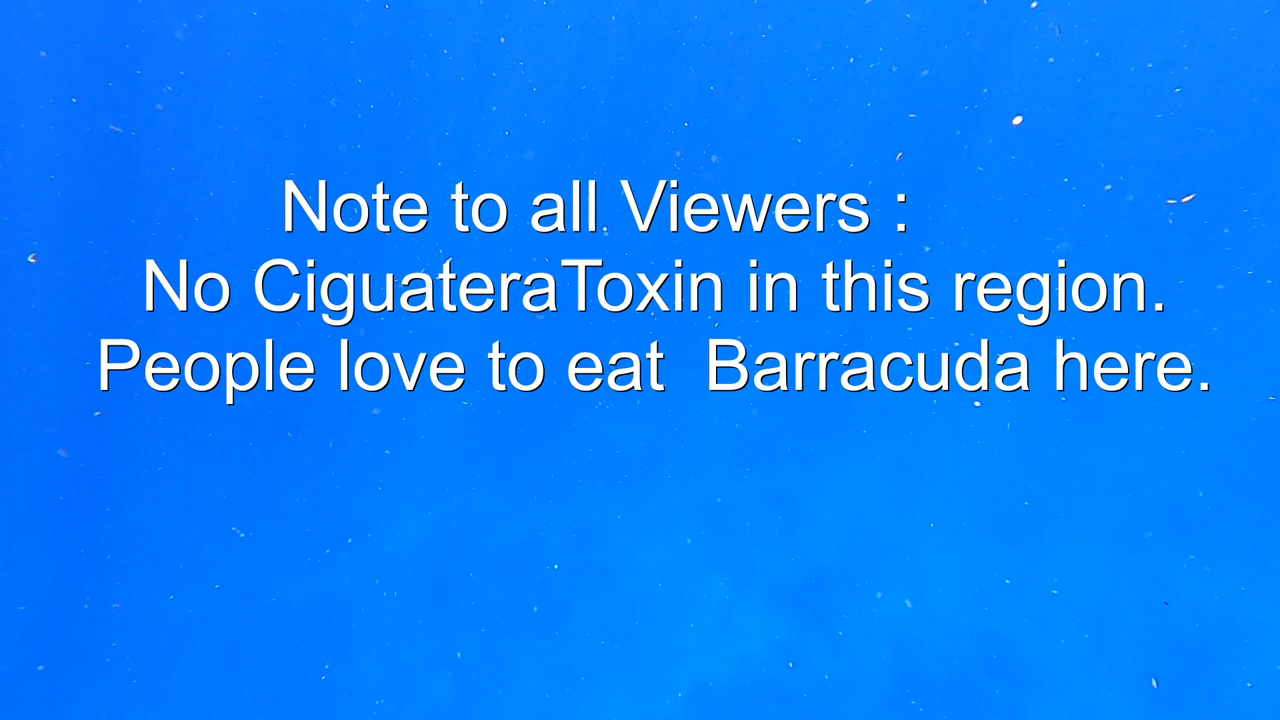 Note to all Viewers :
No CiguateraToxin in this region.
People love to eat  Barracuda here.